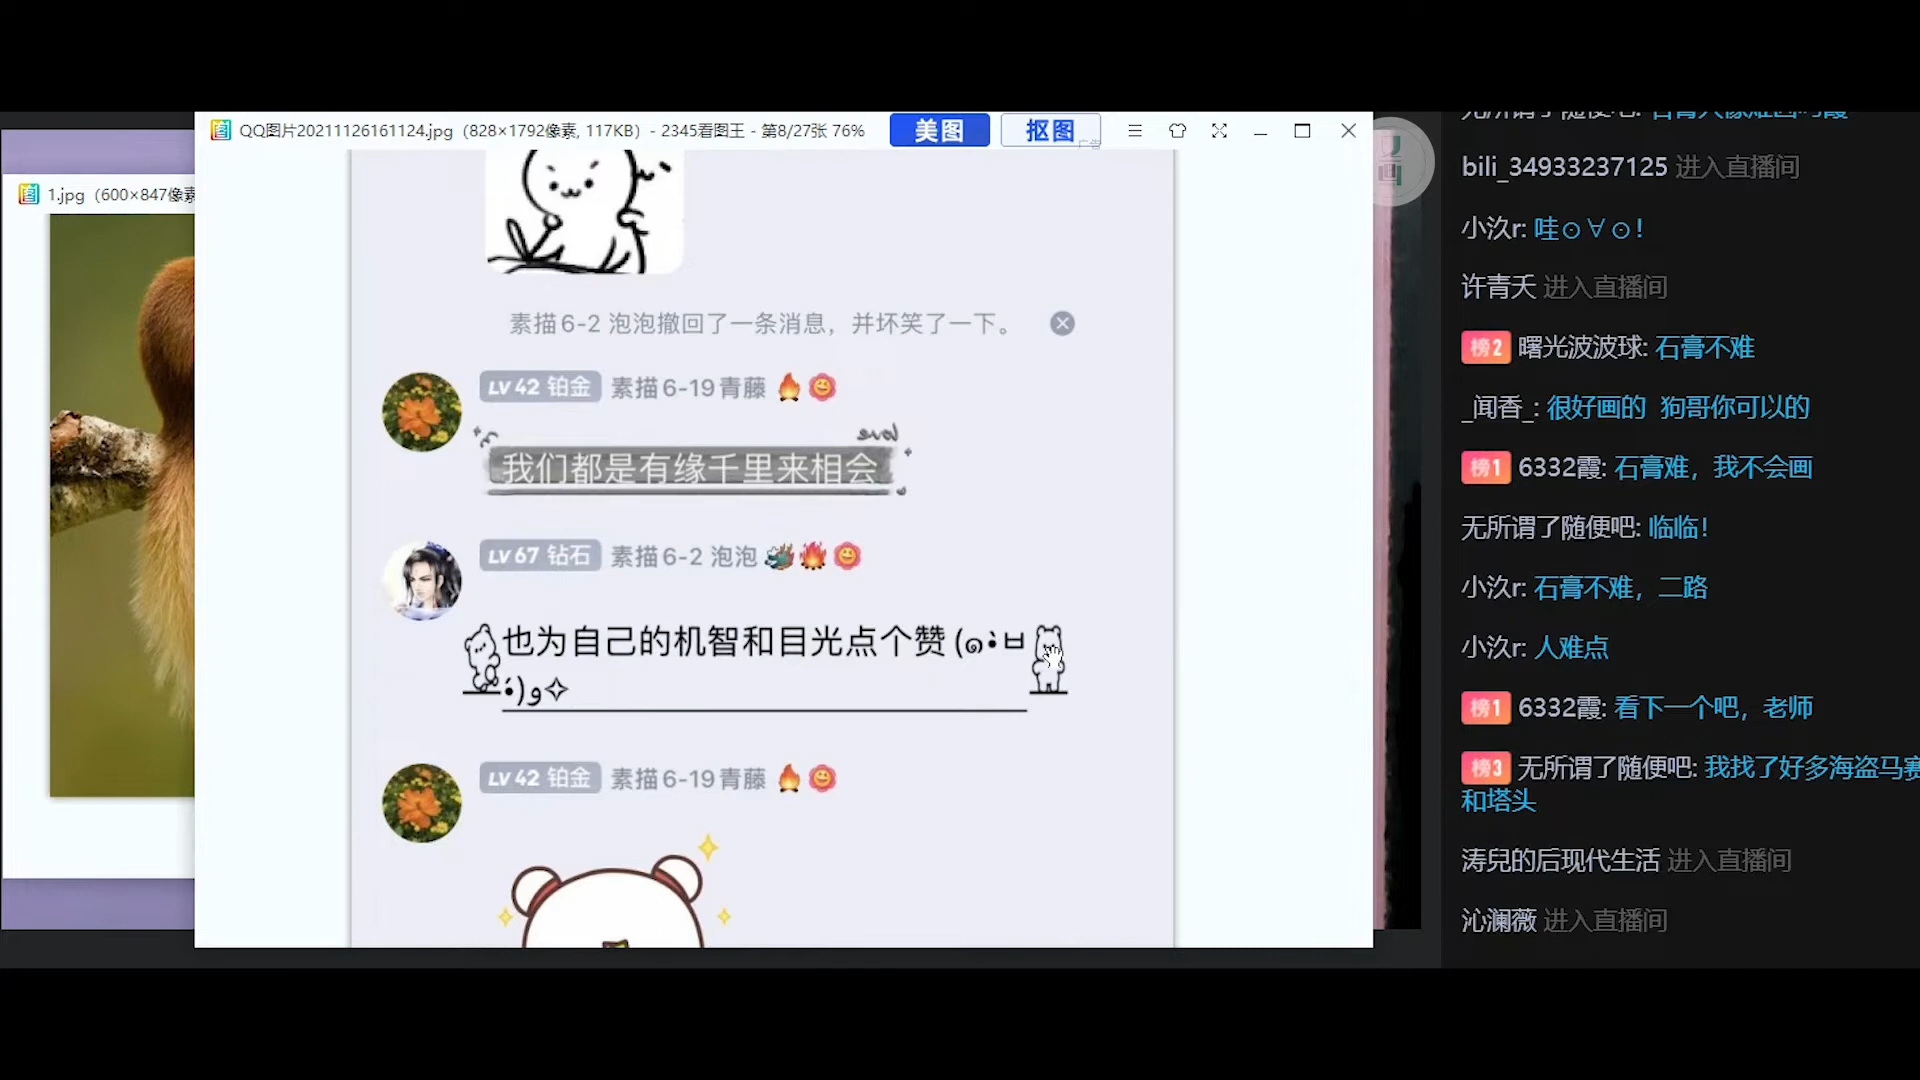 QQ图片20211126161124.jpg（828×1792像素, 117KB）- 2345看图王 - 第8/27张 76%
美图
抠图
广告
1.jpg（600×847像素
素描6-2 泡泡撤回了一条消息，并坏笑了一下。
LV42 铂金 素描6-19青藤
love
我们都是有缘千里来相会
LV67 钻石 素描6-2 泡泡
也为自己的机智和目光点个赞(๑•̀ㅂ
•́)و✧
LV42 铂金 素描6-19青藤
bili_34933237125 进入直播间
小氿r: 哇⊙∀⊙！
许青夭 进入直播间
榜2 曙光波波球: 石膏不难
_闻香_: 很好画的 狗哥你可以的
榜1 6332霞: 石膏难，我不会画
无所谓了随便吧: 临临！
小氿r: 石膏不难，二路
小氿r: 人难点
榜1 6332霞: 看下一个吧，老师
榜3 无所谓了随便吧: 我找了好多海盗马赛
和塔头
涛兒的后现代生活 进入直播间
沁澜薇 进入直播间